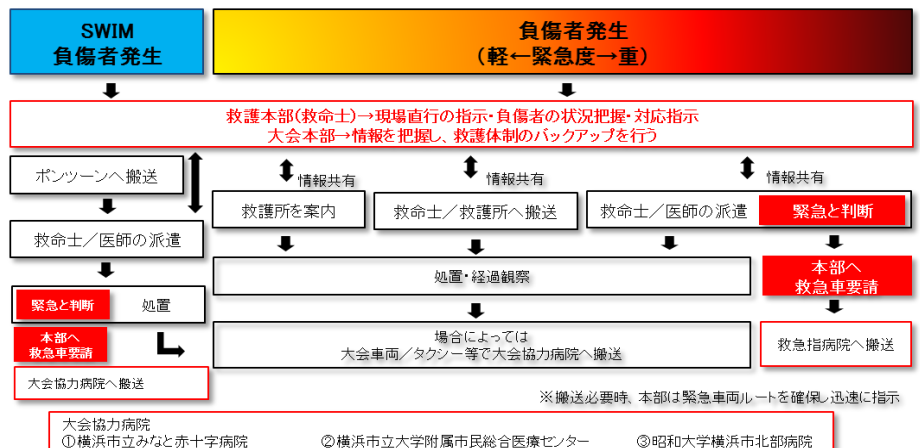 SWIM
負傷者発生
負傷者発生
(軽←緊急度→重)
救護本部(救命士)→現場直行の指示・負傷者の状況把握・対応指示
大会本部→情報を把握し、救護体制のバックアップを行う
ポンツーンへ搬送
情報共有
情報共有
情報共有
救護所を案内
救命士/救護所へ搬送
救命士/医師の派遣
緊急と判断
救命士/医師の派遣
処置・経過観察
本部へ
救急車要請
緊急と判断
処置
本部へ
救急車要請
場合によっては
大会車両/タクシー等で大会協力病院へ搬送
救急指病院へ搬送
大会協力病院へ搬送
※搬送必要時、本部は緊急車両ルートを確保し迅速に指示
大会協力病院
①横浜市立みなと赤十字病院 ②横浜市立大学附属市民総合医療センター ③昭和大学横浜市北部病院